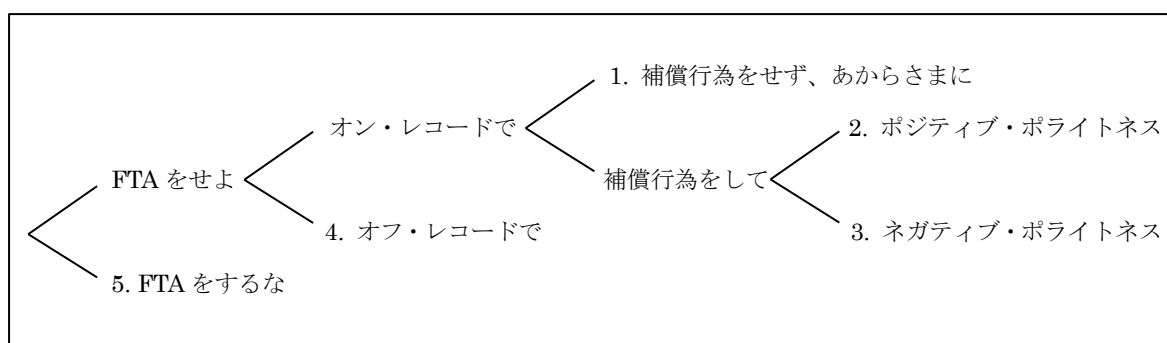 1. 補償行為をせず、あからさまに
オン・レコードで
2. ポジティブ・ポライトネス
FTA をせよ
補償行為をして
4. オフ・レコードで
3. ネガティブ・ポライトネス
5. FTA をするな